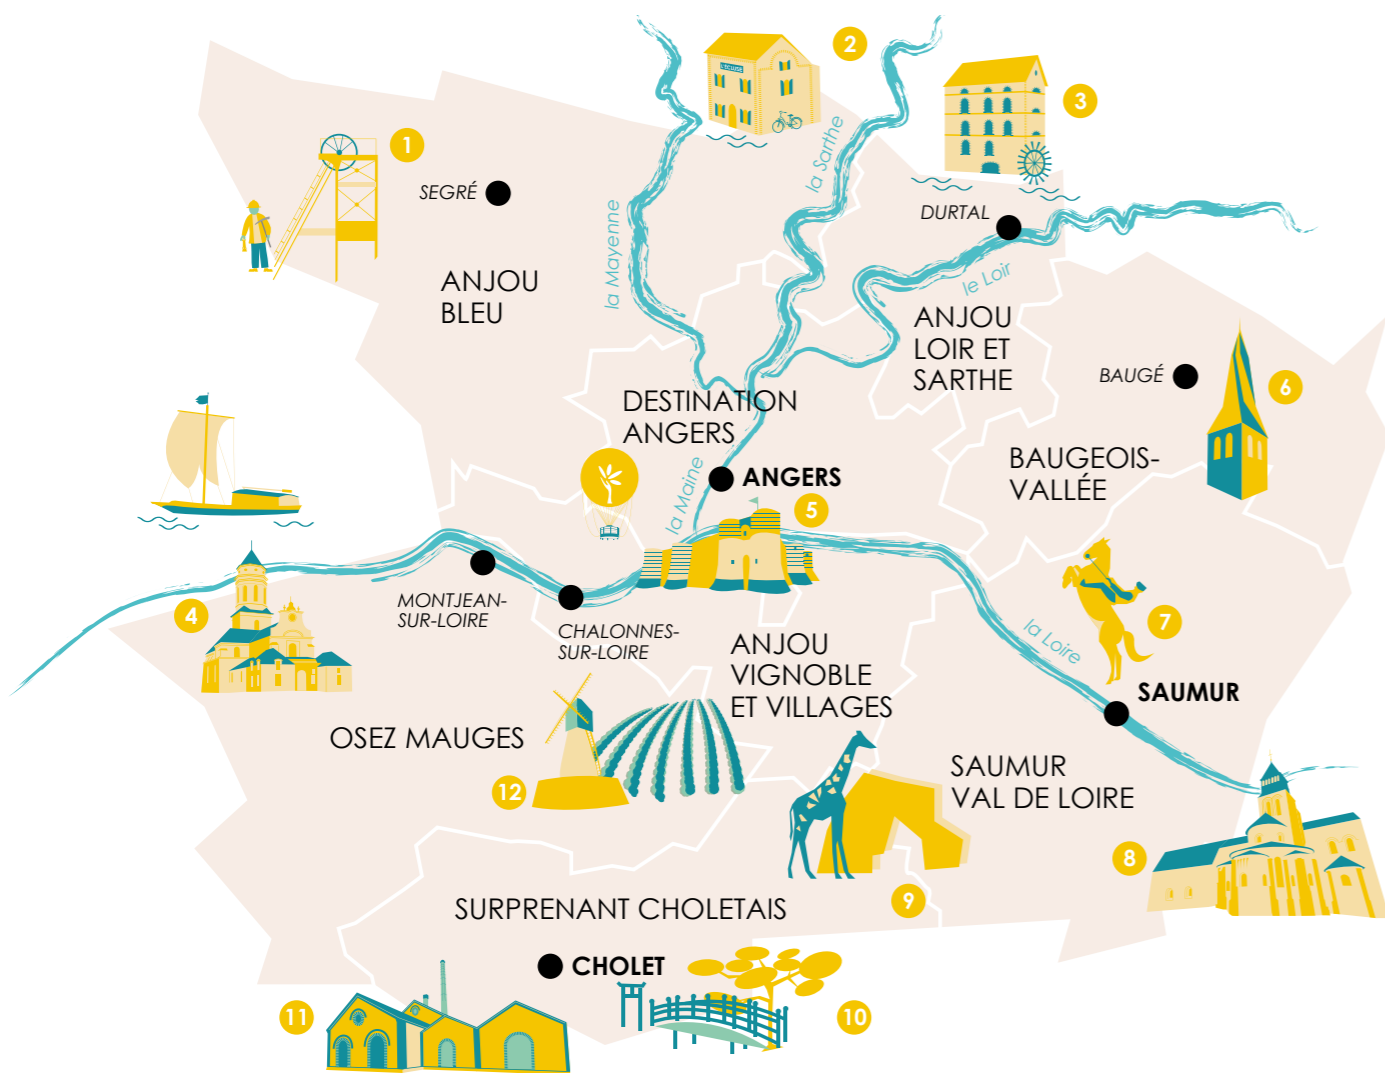 2
3
1
la Sarthe
SEGRÉ
DURTAL
la Mayenne
le Loir
ANJOU
BLEU
ANJOU
LOIR ET
SARTHE
BAUGÉ
6
DESTINATION
ANGERS
BAUGEOIS-
VALLÉE
la Maine
ANGERS
5
4
MONTJEAN-
SUR-LOIRE
CHALONNES-
SUR-LOIRE
7
la Loire
ANJOU
VIGNOBLE
ET VILLAGES
SAUMUR
OSEZ MAUGES
SAUMUR
VAL DE LOIRE
12
8
9
SURPRENANT CHOLETAIS
CHOLET
11
10